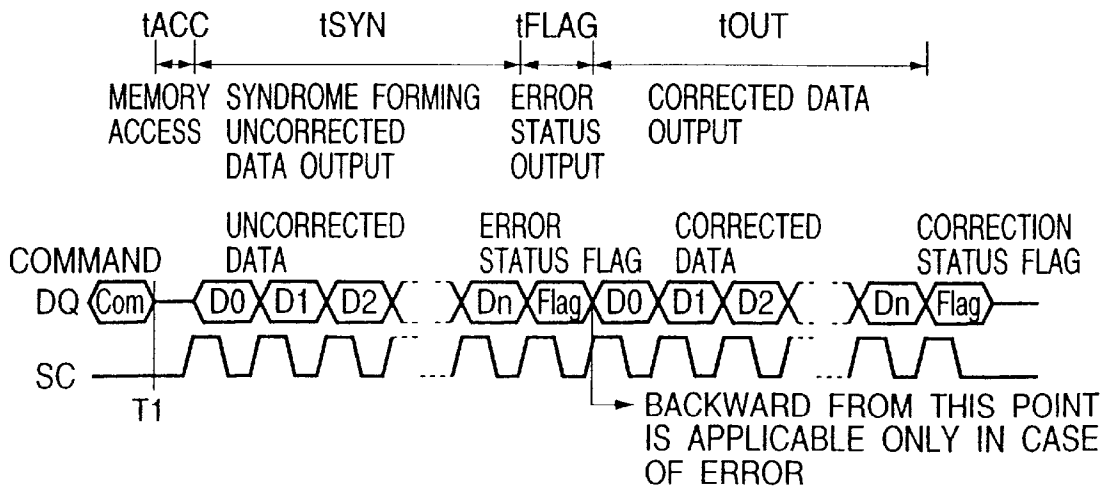 tACC tSYN tFLAG tOUT
MEMORY ACCESS
SYNDROME FORMING
UNCORRECTED
DATA OUTPUT
ERROR
STATUS
OUTPUT
CORRECTED DATA
OUTPUT
UNCORRECTED
DATA
ERROR
STATUS FLAG
CORRECTED
DATA
CORRECTION
STATUS FLAG
COMMAND
DQ Com D0 D1 D2 Dn Flag D0 D1 D2 Dn Flag
SC
T1
BACKWARD FROM THIS POINT
IS APPLICABLE ONLY IN CASE
OF ERROR